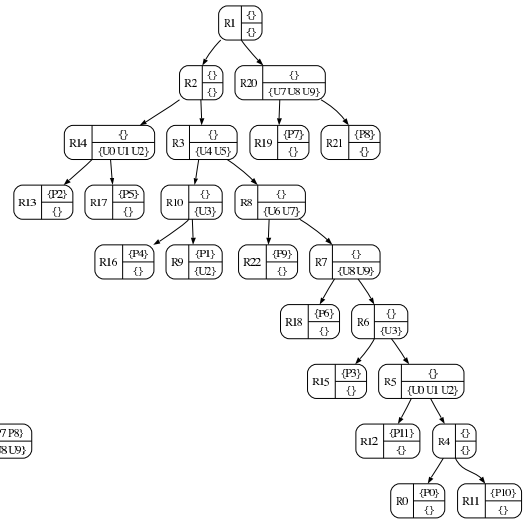 {}
R1
{}
{}
R2
{}
{}
R20
{U7 U8 U9}
{}
R14
{U0 U1 U2}
{}
R3
{U4 U5}
{P7}
R19
{}
{P8}
R21
{}
{P2}
R13
{}
{P5}
R17
{}
{}
R10
{U3}
{}
R8
{U6 U7}
{P4}
R16
{}
{P1}
R9
{U2}
{P9}
R22
{}
{}
R7
{U8 U9}
{P6}
R18
{}
{}
R6
{U3}
{P3}
R15
{}
{}
R5
{U0 U1 U2}
P8}
U9}
{P11}
R12
{}
{}
R4
{}
{P0}
R0
{}
{P10}
R11
{}